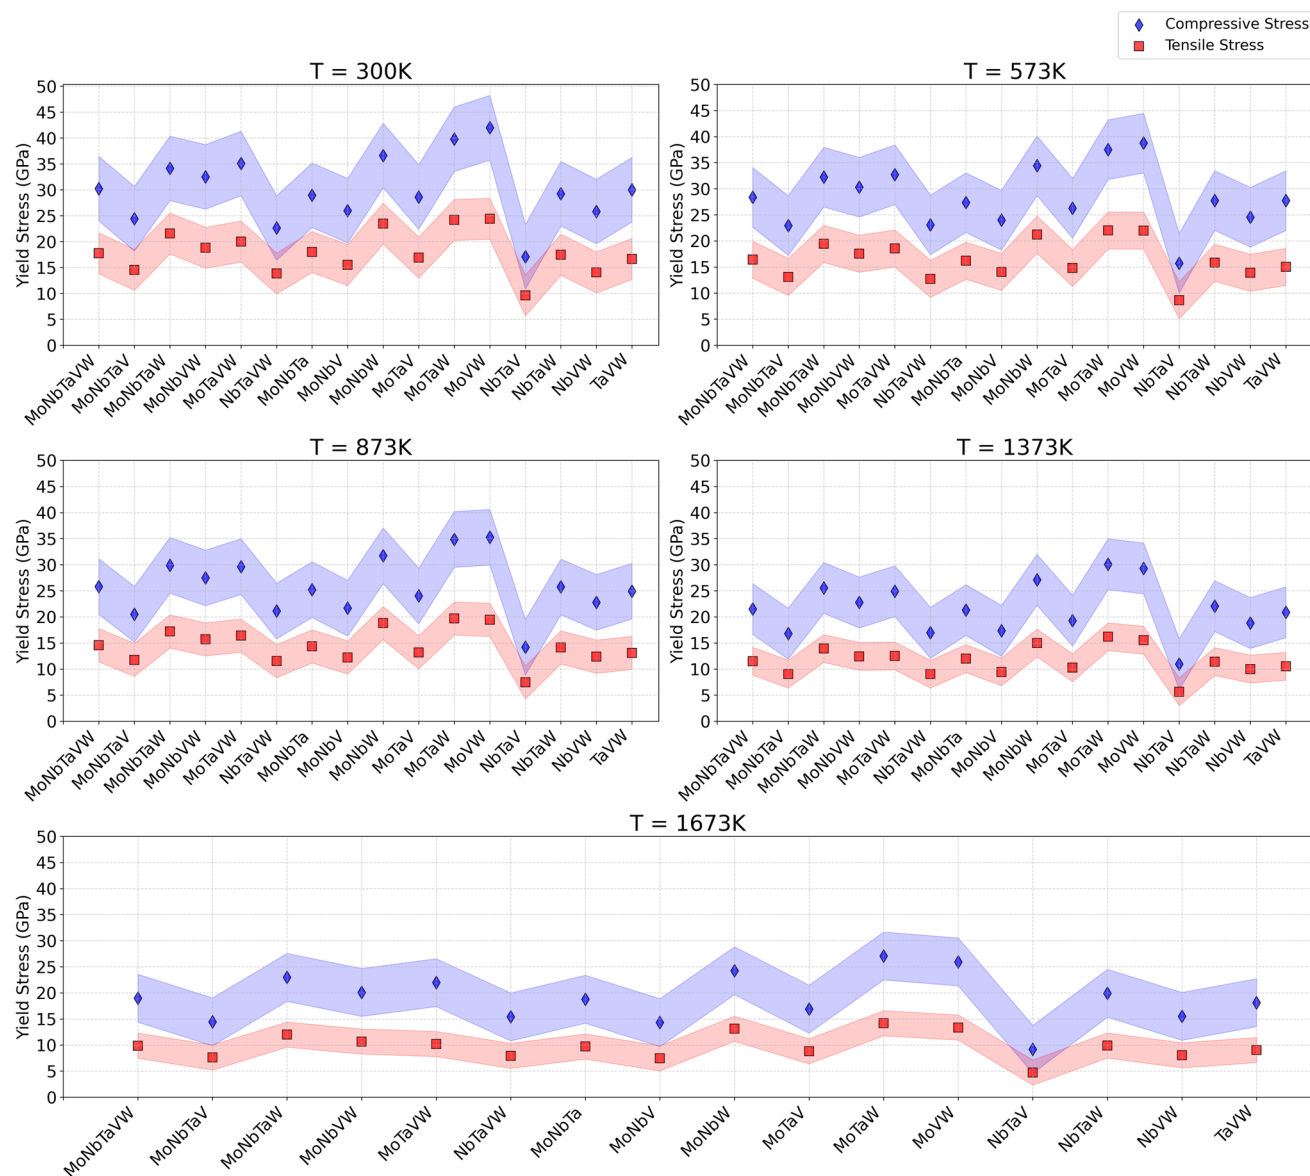 Compressive Stress
Tensile Stress
T = 300K
Yield Stress (GPa)
50
45
40
35
30
25
20
15
10
5
0
MoNbTaVW
MoNbTaV
MoNbTaW
MoNbVW
MoTaVW
NbTaVW
MoNbTa
MoNbV
MoNbW
MoTaV
MoTaW
MoVW
NbTaV
NbTaW
NbVW
TaVW
T = 573K
Yield Stress (GPa)
50
45
40
35
30
25
20
15
10
5
0
MoNbTaVW
MoNbTaV
MoNbTaW
MoNbVW
MoTaVW
NbTaVW
MoNbTa
MoNbV
MoNbW
MoTaV
MoTaW
MoVW
NbTaV
NbTaW
NbVW
TaVW
T = 873K
Yield Stress (GPa)
50
45
40
35
30
25
20
15
10
5
0
MoNbTaVW
MoNbTaV
MoNbTaW
MoNbVW
MoTaVW
NbTaVW
MoNbTa
MoNbV
MoNbW
MoTaV
MoTaW
MoVW
NbTaV
NbTaW
NbVW
TaVW
T = 1373K
Yield Stress (GPa)
50
45
40
35
30
25
20
15
10
5
0
MoNbTaVW
MoNbTaV
MoNbTaW
MoNbVW
MoTaVW
NbTaVW
MoNbTa
MoNbV
MoNbW
MoTaV
MoTaW
MoVW
NbTaV
NbTaW
NbVW
TaVW
T = 1673K
Yield Stress (GPa)
50
45
40
35
30
25
20
15
10
5
0
MoNbTaVW
MoNbTaV
MoNbTaW
MoNbVW
MoTaVW
NbTaVW
MoNbTa
MoNbV
MoNbW
MoTaV
MoTaW
MoVW
NbTaV
NbTaW
NbVW
TaVW